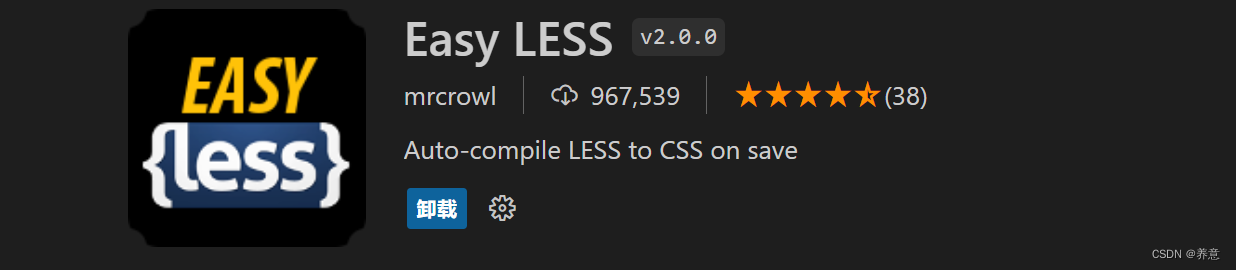 Easy LESS v2.0.0
EASY
{less}
mrcrowl 967,539 (38)
Auto-compile LESS to CSS on save
卸载
CSDN @养意